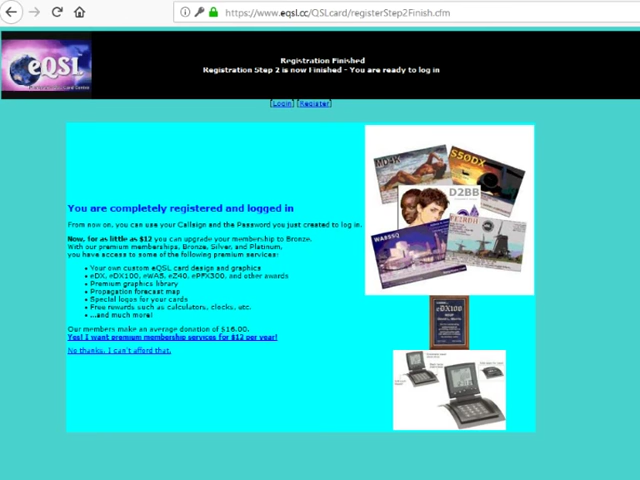 https://www.eqsl.cc/QSLcard/registerStep2Finish.cfm
eQSL
Registration Finished
Registration Step 2 is now Finished - You are ready to log in
[Login] [Register]
You are completely registered and logged in
From now on, you can use your Callsign and the Password you just created to log in.
Now, for as little as $12 you can upgrade your membership to Bronze.
With our premium memberships, Bronze, Silver, and Platinum,
you have access to some of the following premium services:
Your own custom eQSL card design and graphics
eDX, eDX100, eWAS, eZ40, ePFX300, and other awards
Premium graphics library
Propagation forecast map
Special logos for your cards
Free rewards such as calculators, clocks, etc.
...and much more!
Our members make an average donation of $16.00.
Yes! I want premium membership services for $12 per year!
No thanks, I can't afford that.
MD4K
S50DX
D2BB
WA8SSQ
eDX100